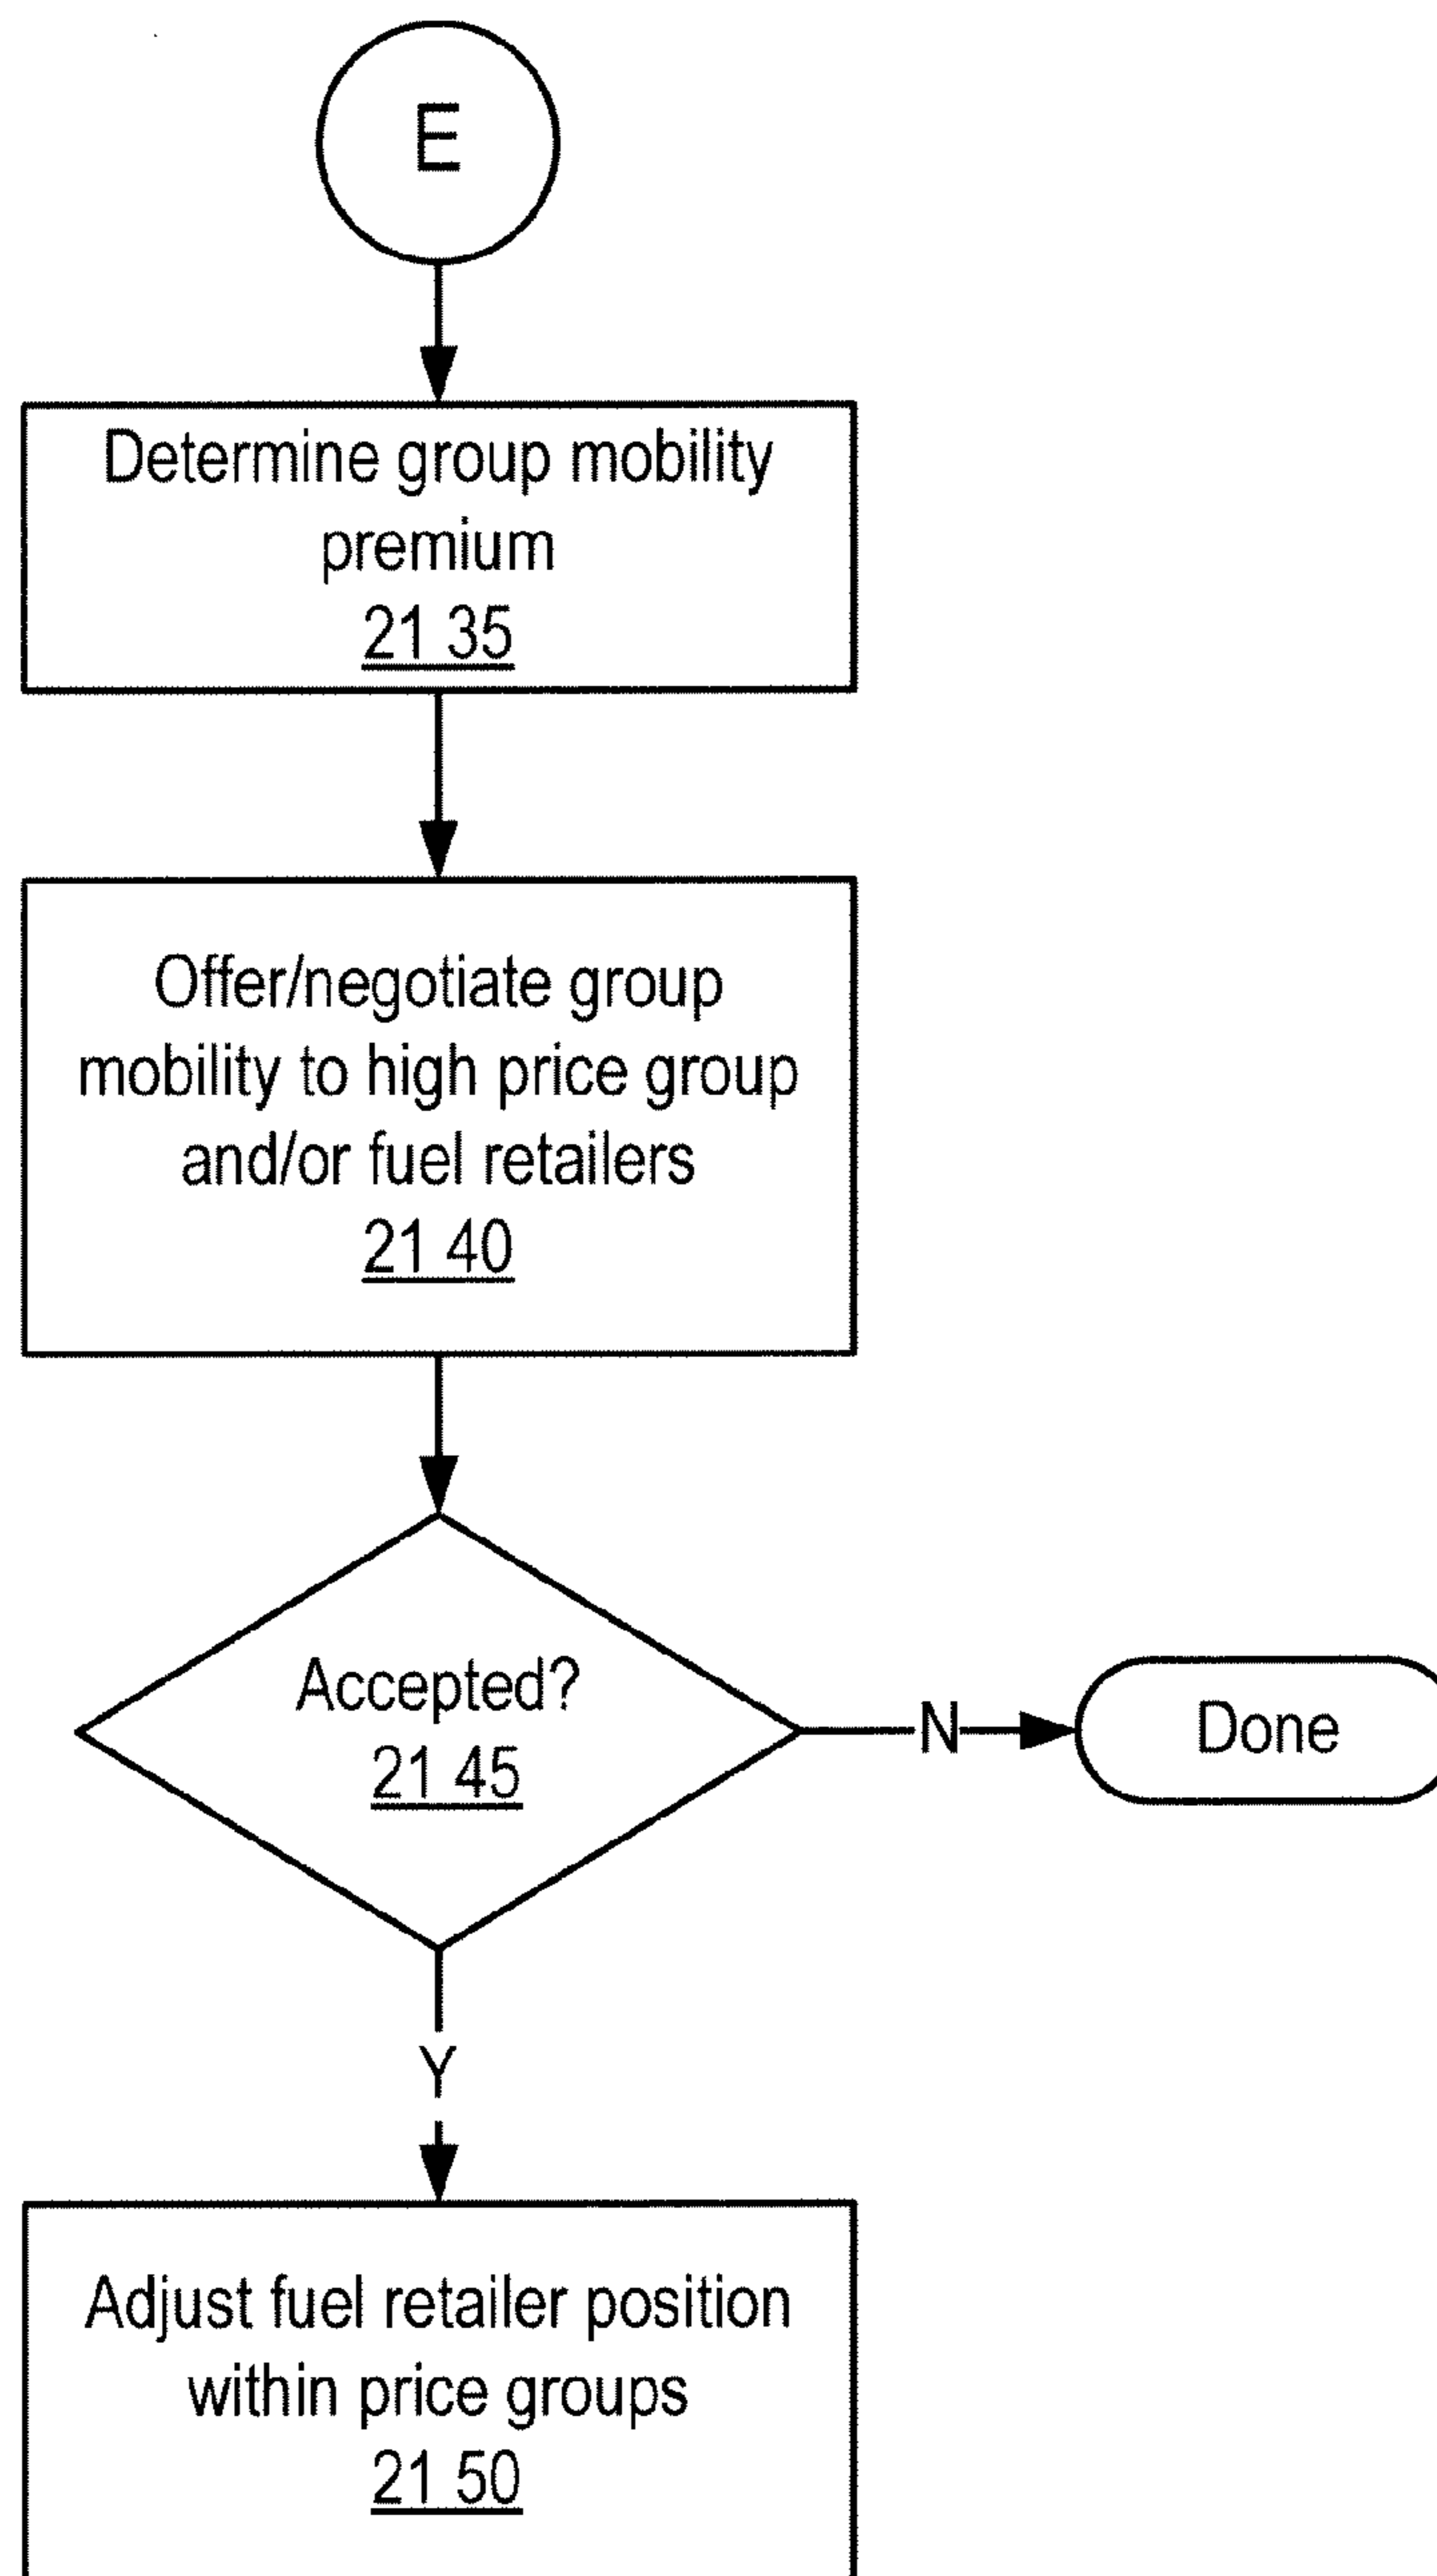 E
Determine group mobility
premium
21 35
Offer/negotiate group
mobility to high price group
and/or fuel retailers
21 40
Accepted?
21 45
N
Done
Y
Adjust fuel retailer position
within price groups
21 50